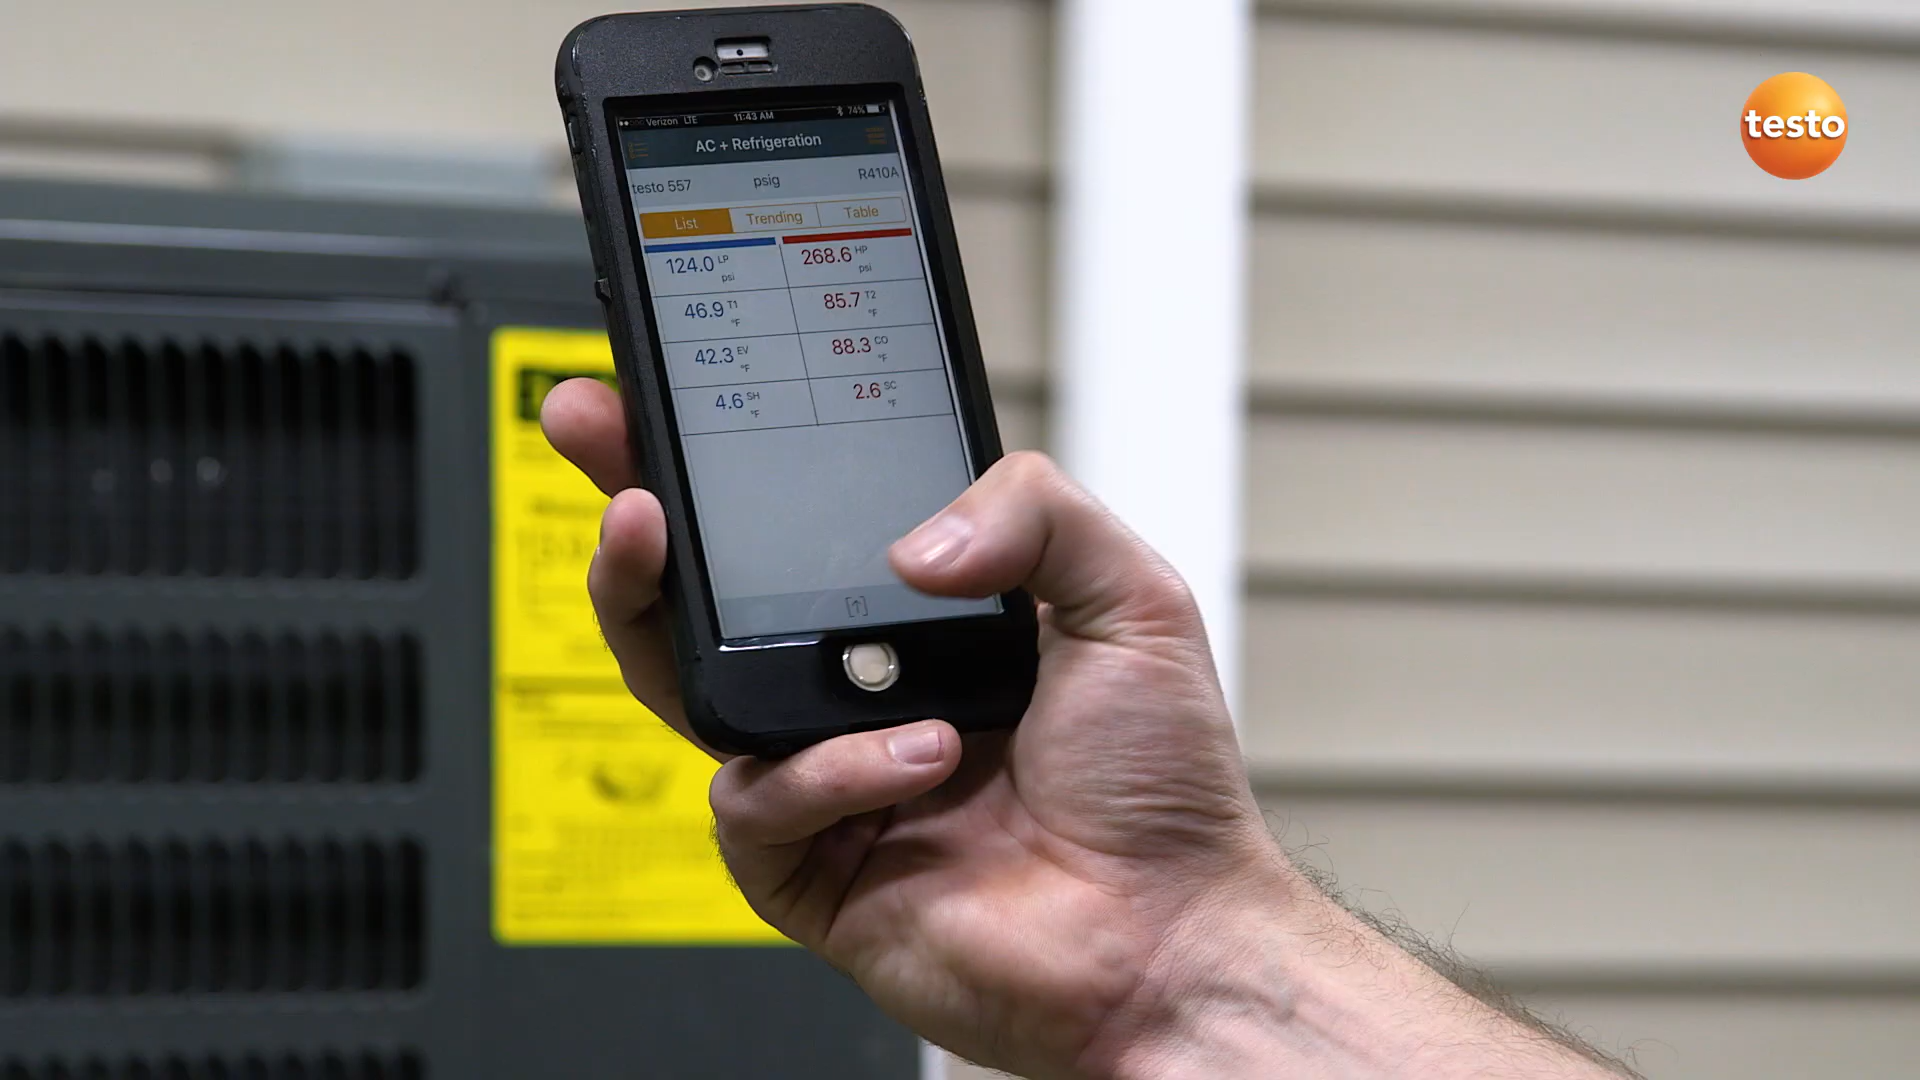 Verizon LTE 11:43 AM 74%
AC + Refrigeration
testo 557 psig R410A
List Trending Table
124.0 LP psi 268.6 HP psi
46.9 T1 °F 85.7 T2 °F
42.3 EV °F 88.3 CO °F
4.6 SH °F 2.6 SC °F
testo